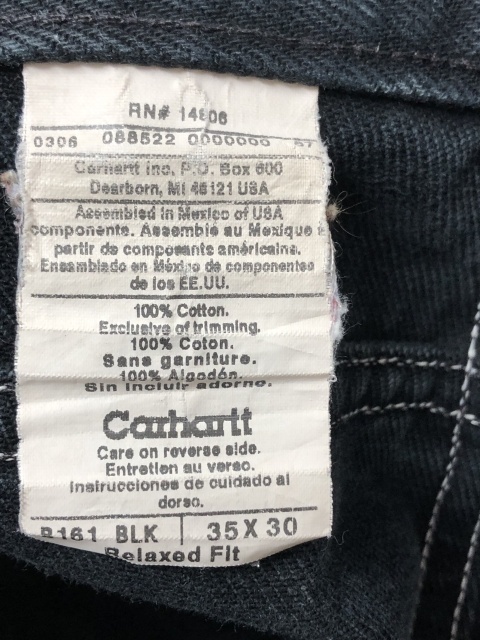 RN# 14806
0306 088522 0000000 67
Carhartt Inc, P.O. Box 600
Dearborn, MI 48121 USA
Assembled in Mexico of USA
componente. Assemblé au Mexique
partir de composants américains.
Ensamblado en México de componentes
de los EE.UU.
100% Cotton.
Exclusive of trimming.
100% Coton.
Sans garniture.
100% Algodón.
Sin incluir adorno.
Carhartt
Care on reverse side.
Entretien au verso.
Instrucciones de cuidado al
dorso.
B161 BLK 35 X 30
Relaxed Fit